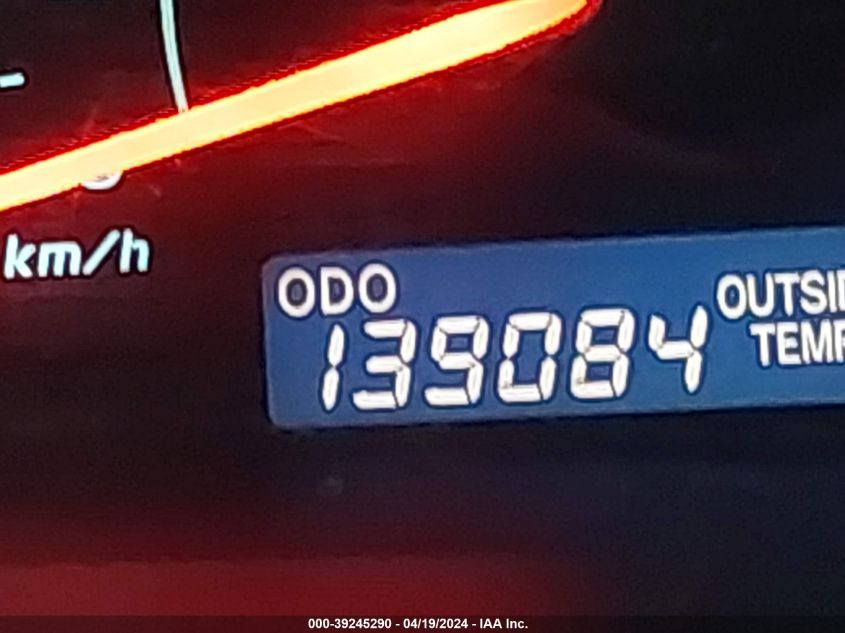 km/h
ODO
139084
OUTSID
TEMP
000-39245290 - 04/19/2024 - IAA Inc.